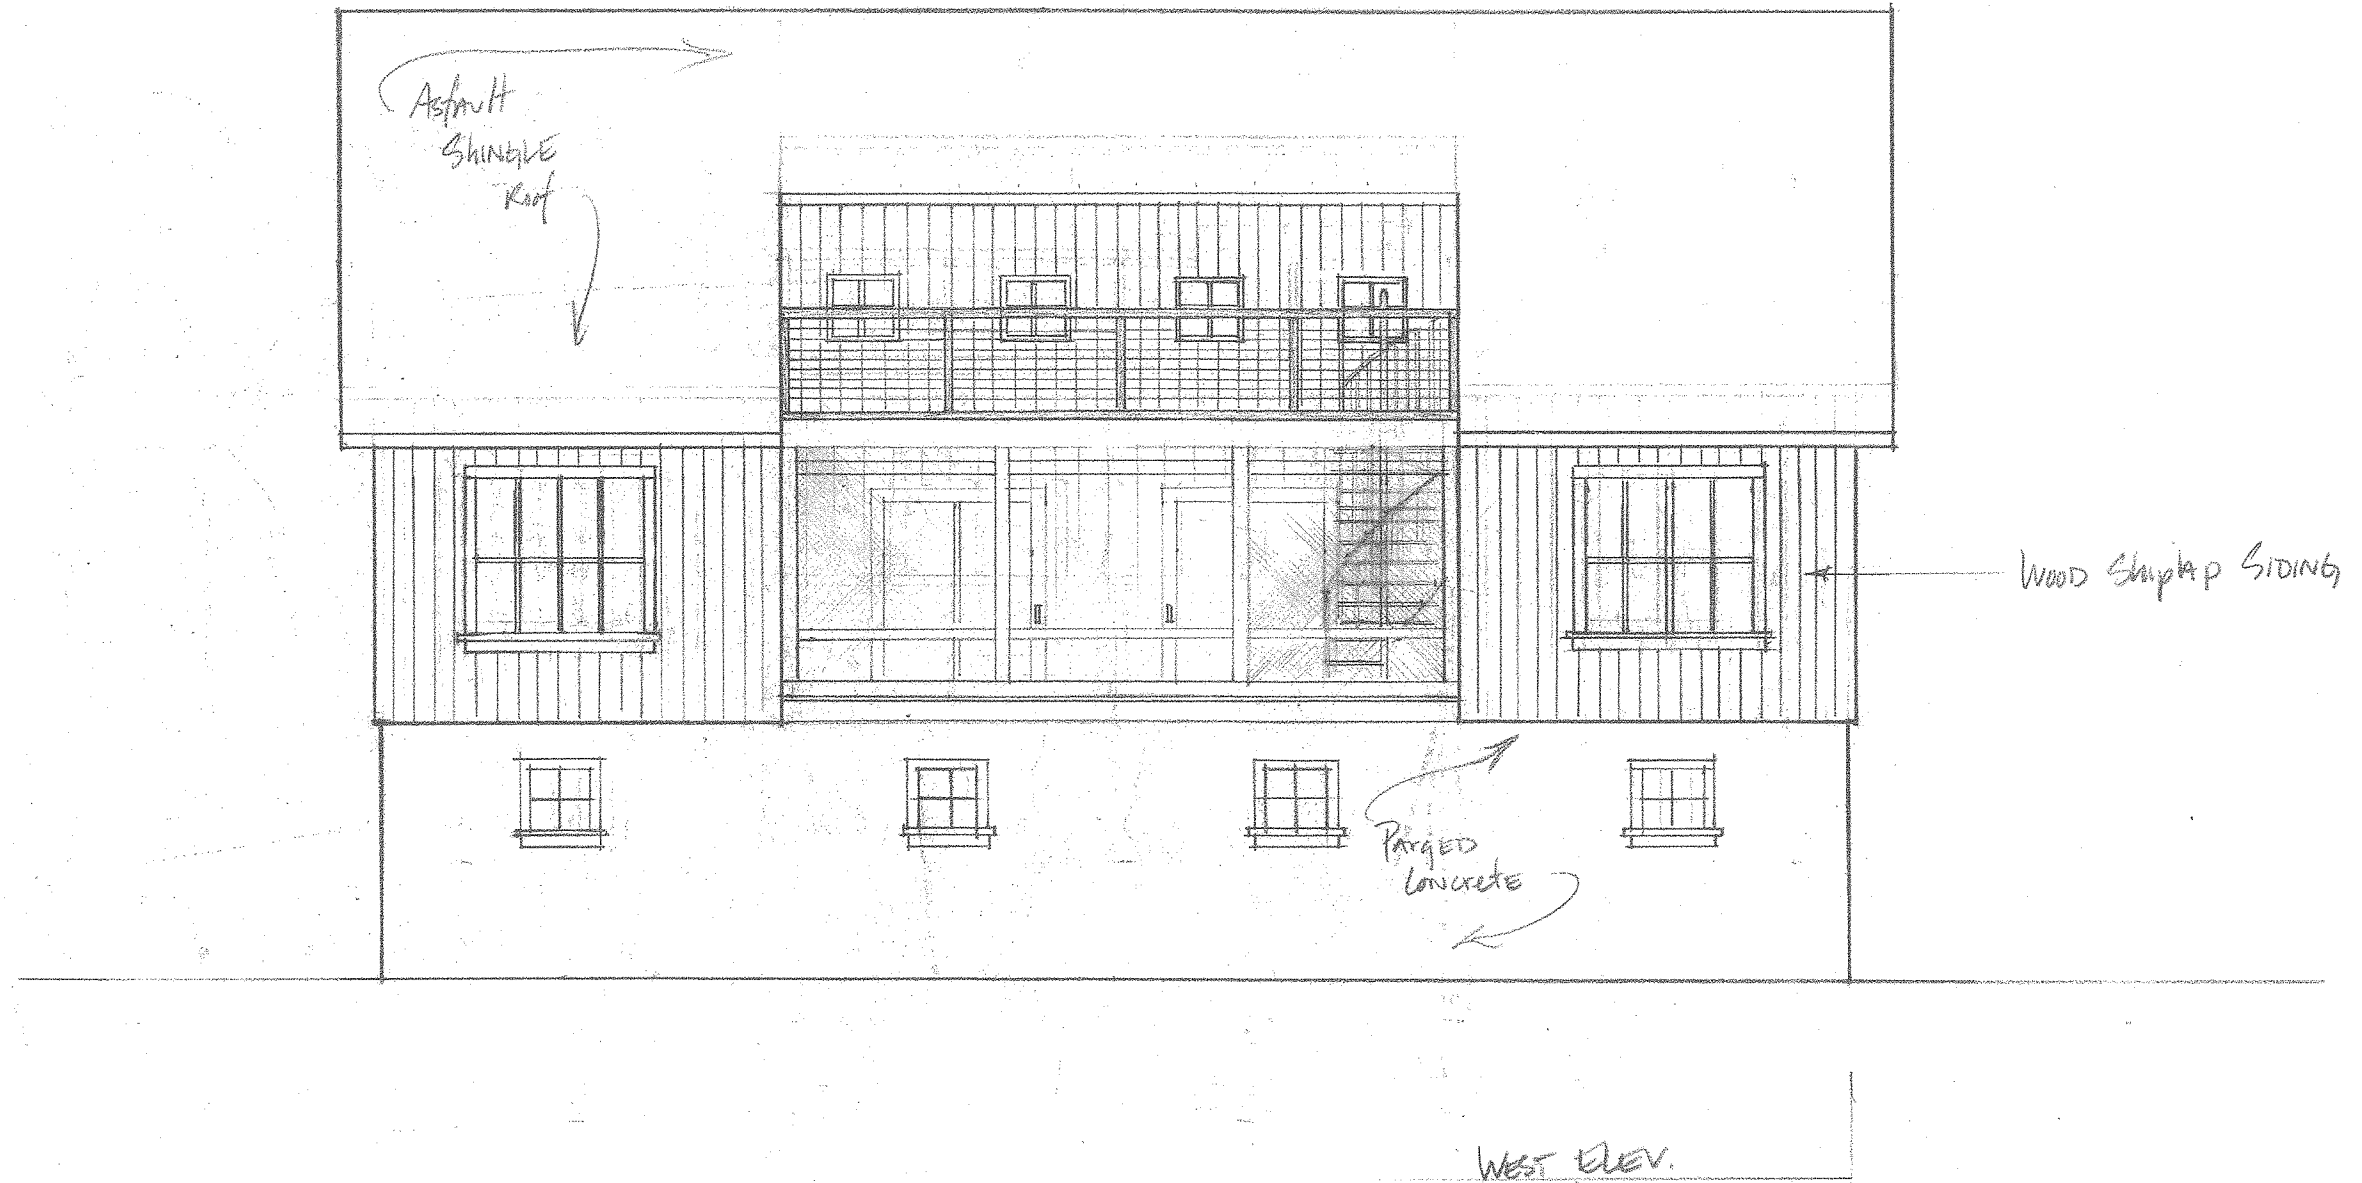 Asfault
Shingle
Roof
Wood Shiplap Siding
Parged
Concrete
West Elev.